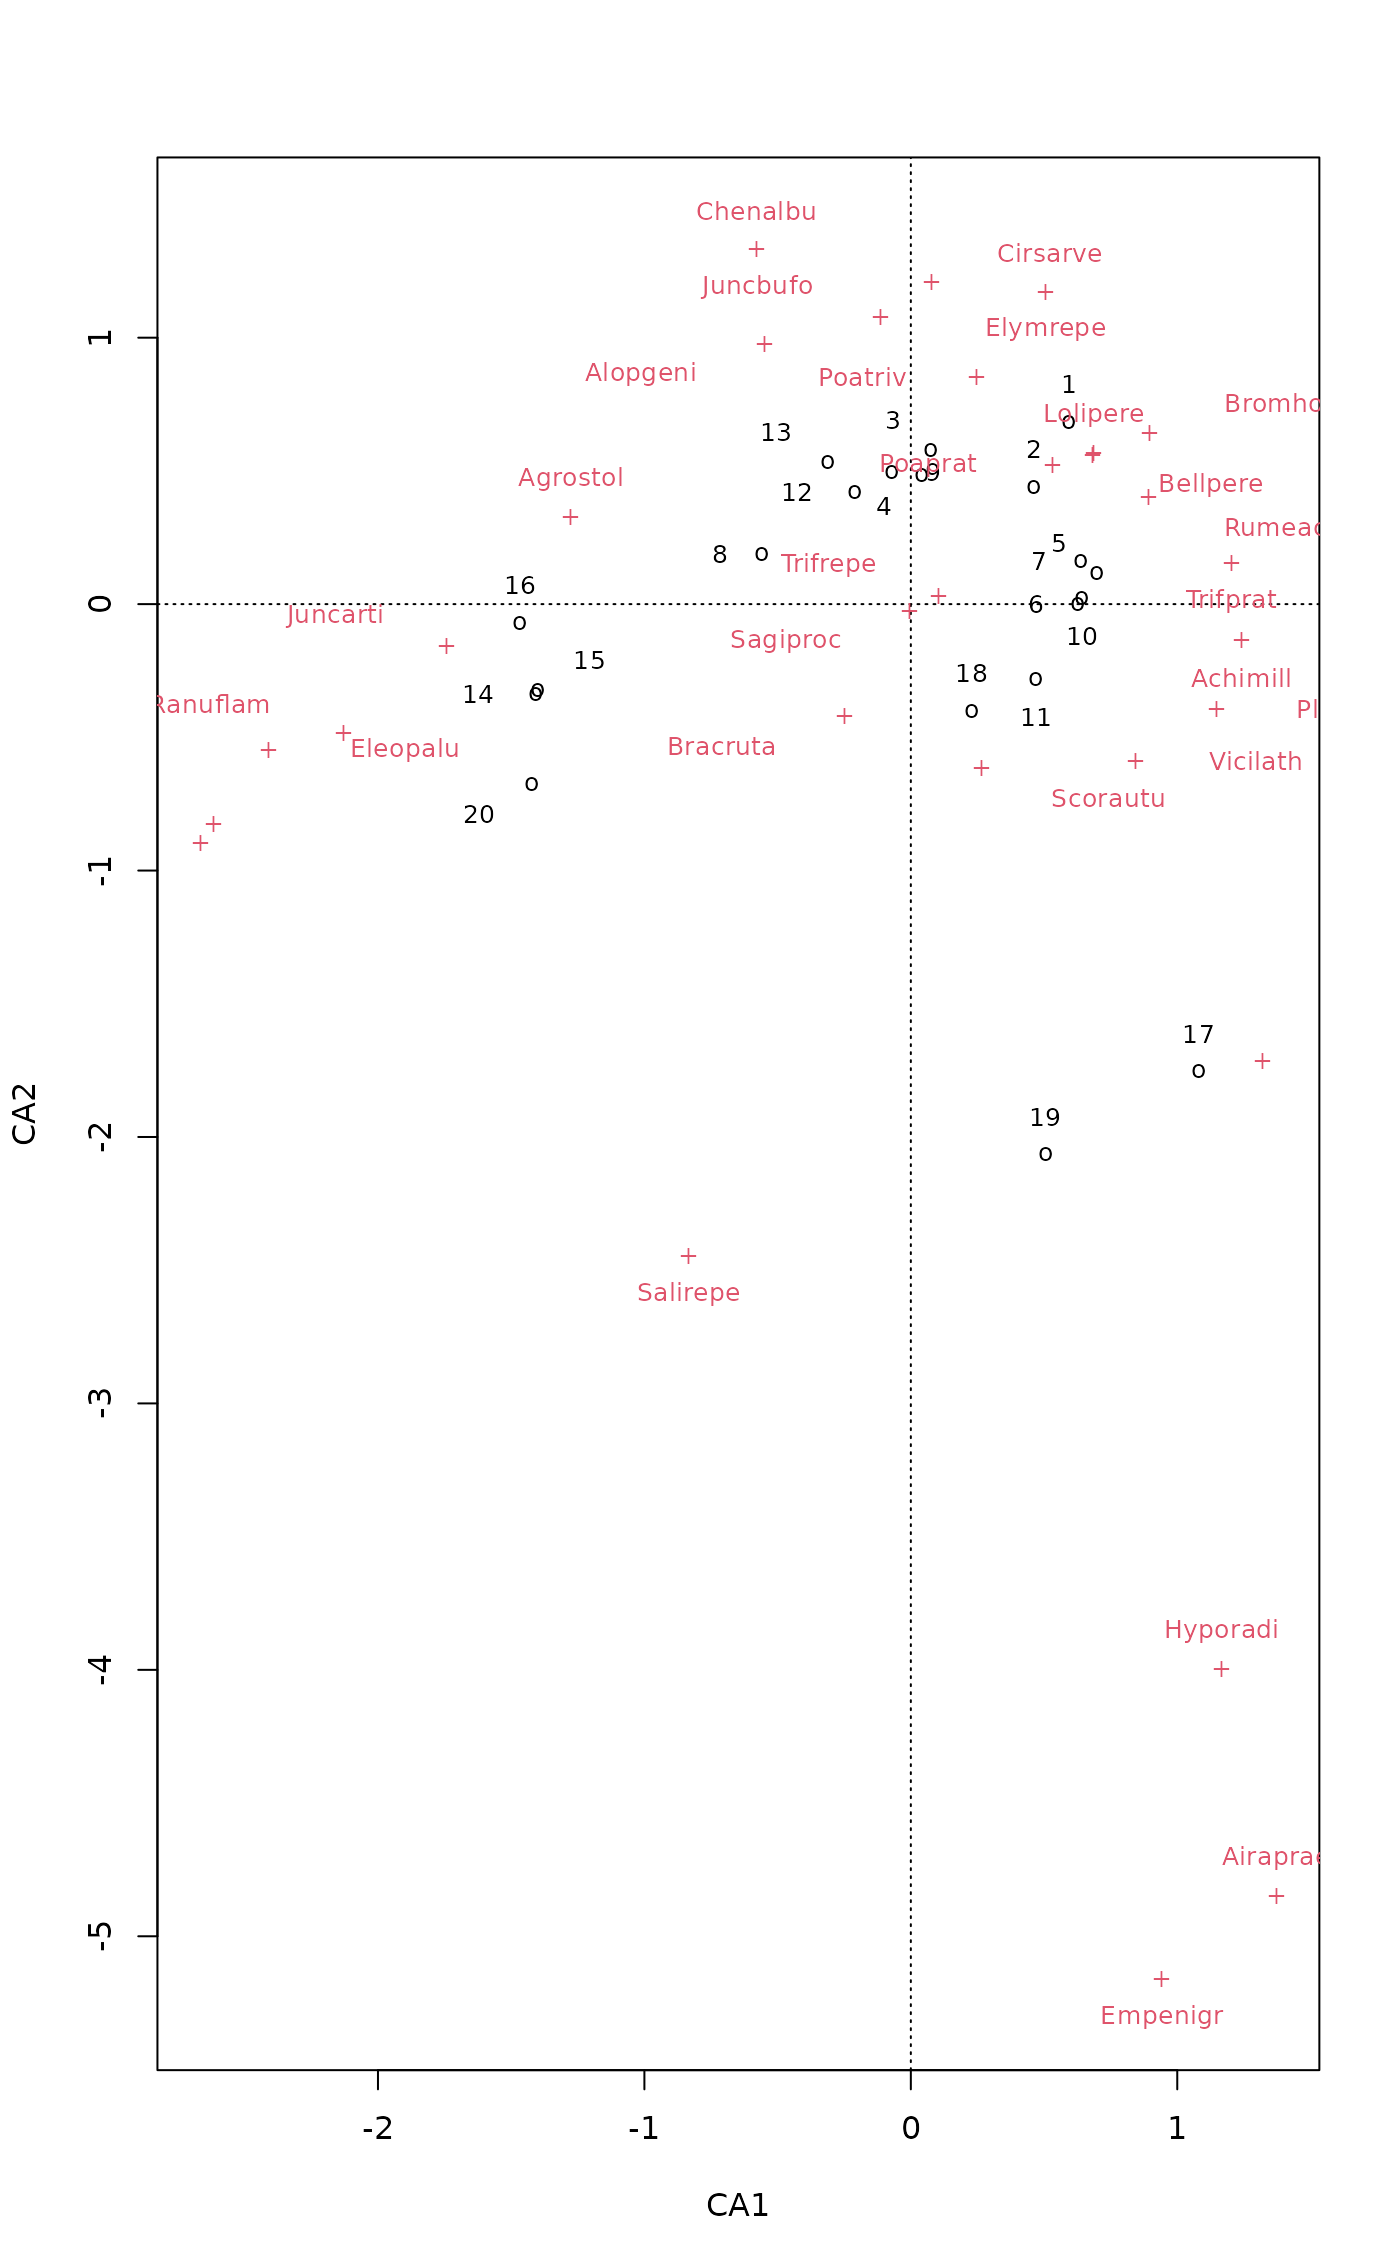 Chenalbu
Cirsarve
Juncbufo
Elymrepe
1
Alopgeni
Poatriv
1
Bromho
Lolipere
3
13
2
Poaprat
9
Agrostol
Bellpere
12
4
Rumeac
5
8
7
Trifrepe
16
Trifprat
0
6
Juncarti
10
Sagiproc
15
18
Achimill
14
Ranuflam
Pl
11
Bracruta
Eleopalu
Vicilath
Scorautu
20
-1
17
CA2
19
-2
Salirepe
-3
Hyporadi
-4
Airaprae
-5
Empenigr
-2 -1 0 1
CA1